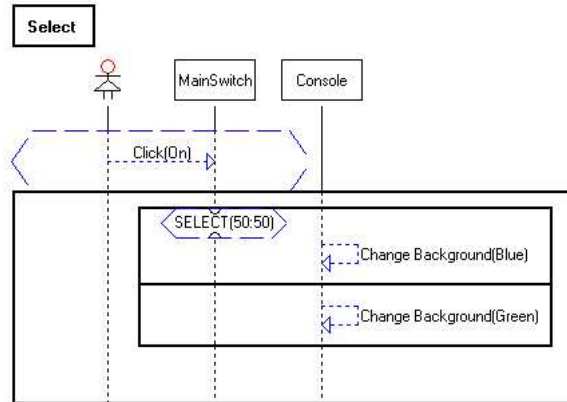 Select
MainSwitch
Console
Click(On)
SELECT(50:50)
Change Background(Blue)
Change Background(Green)